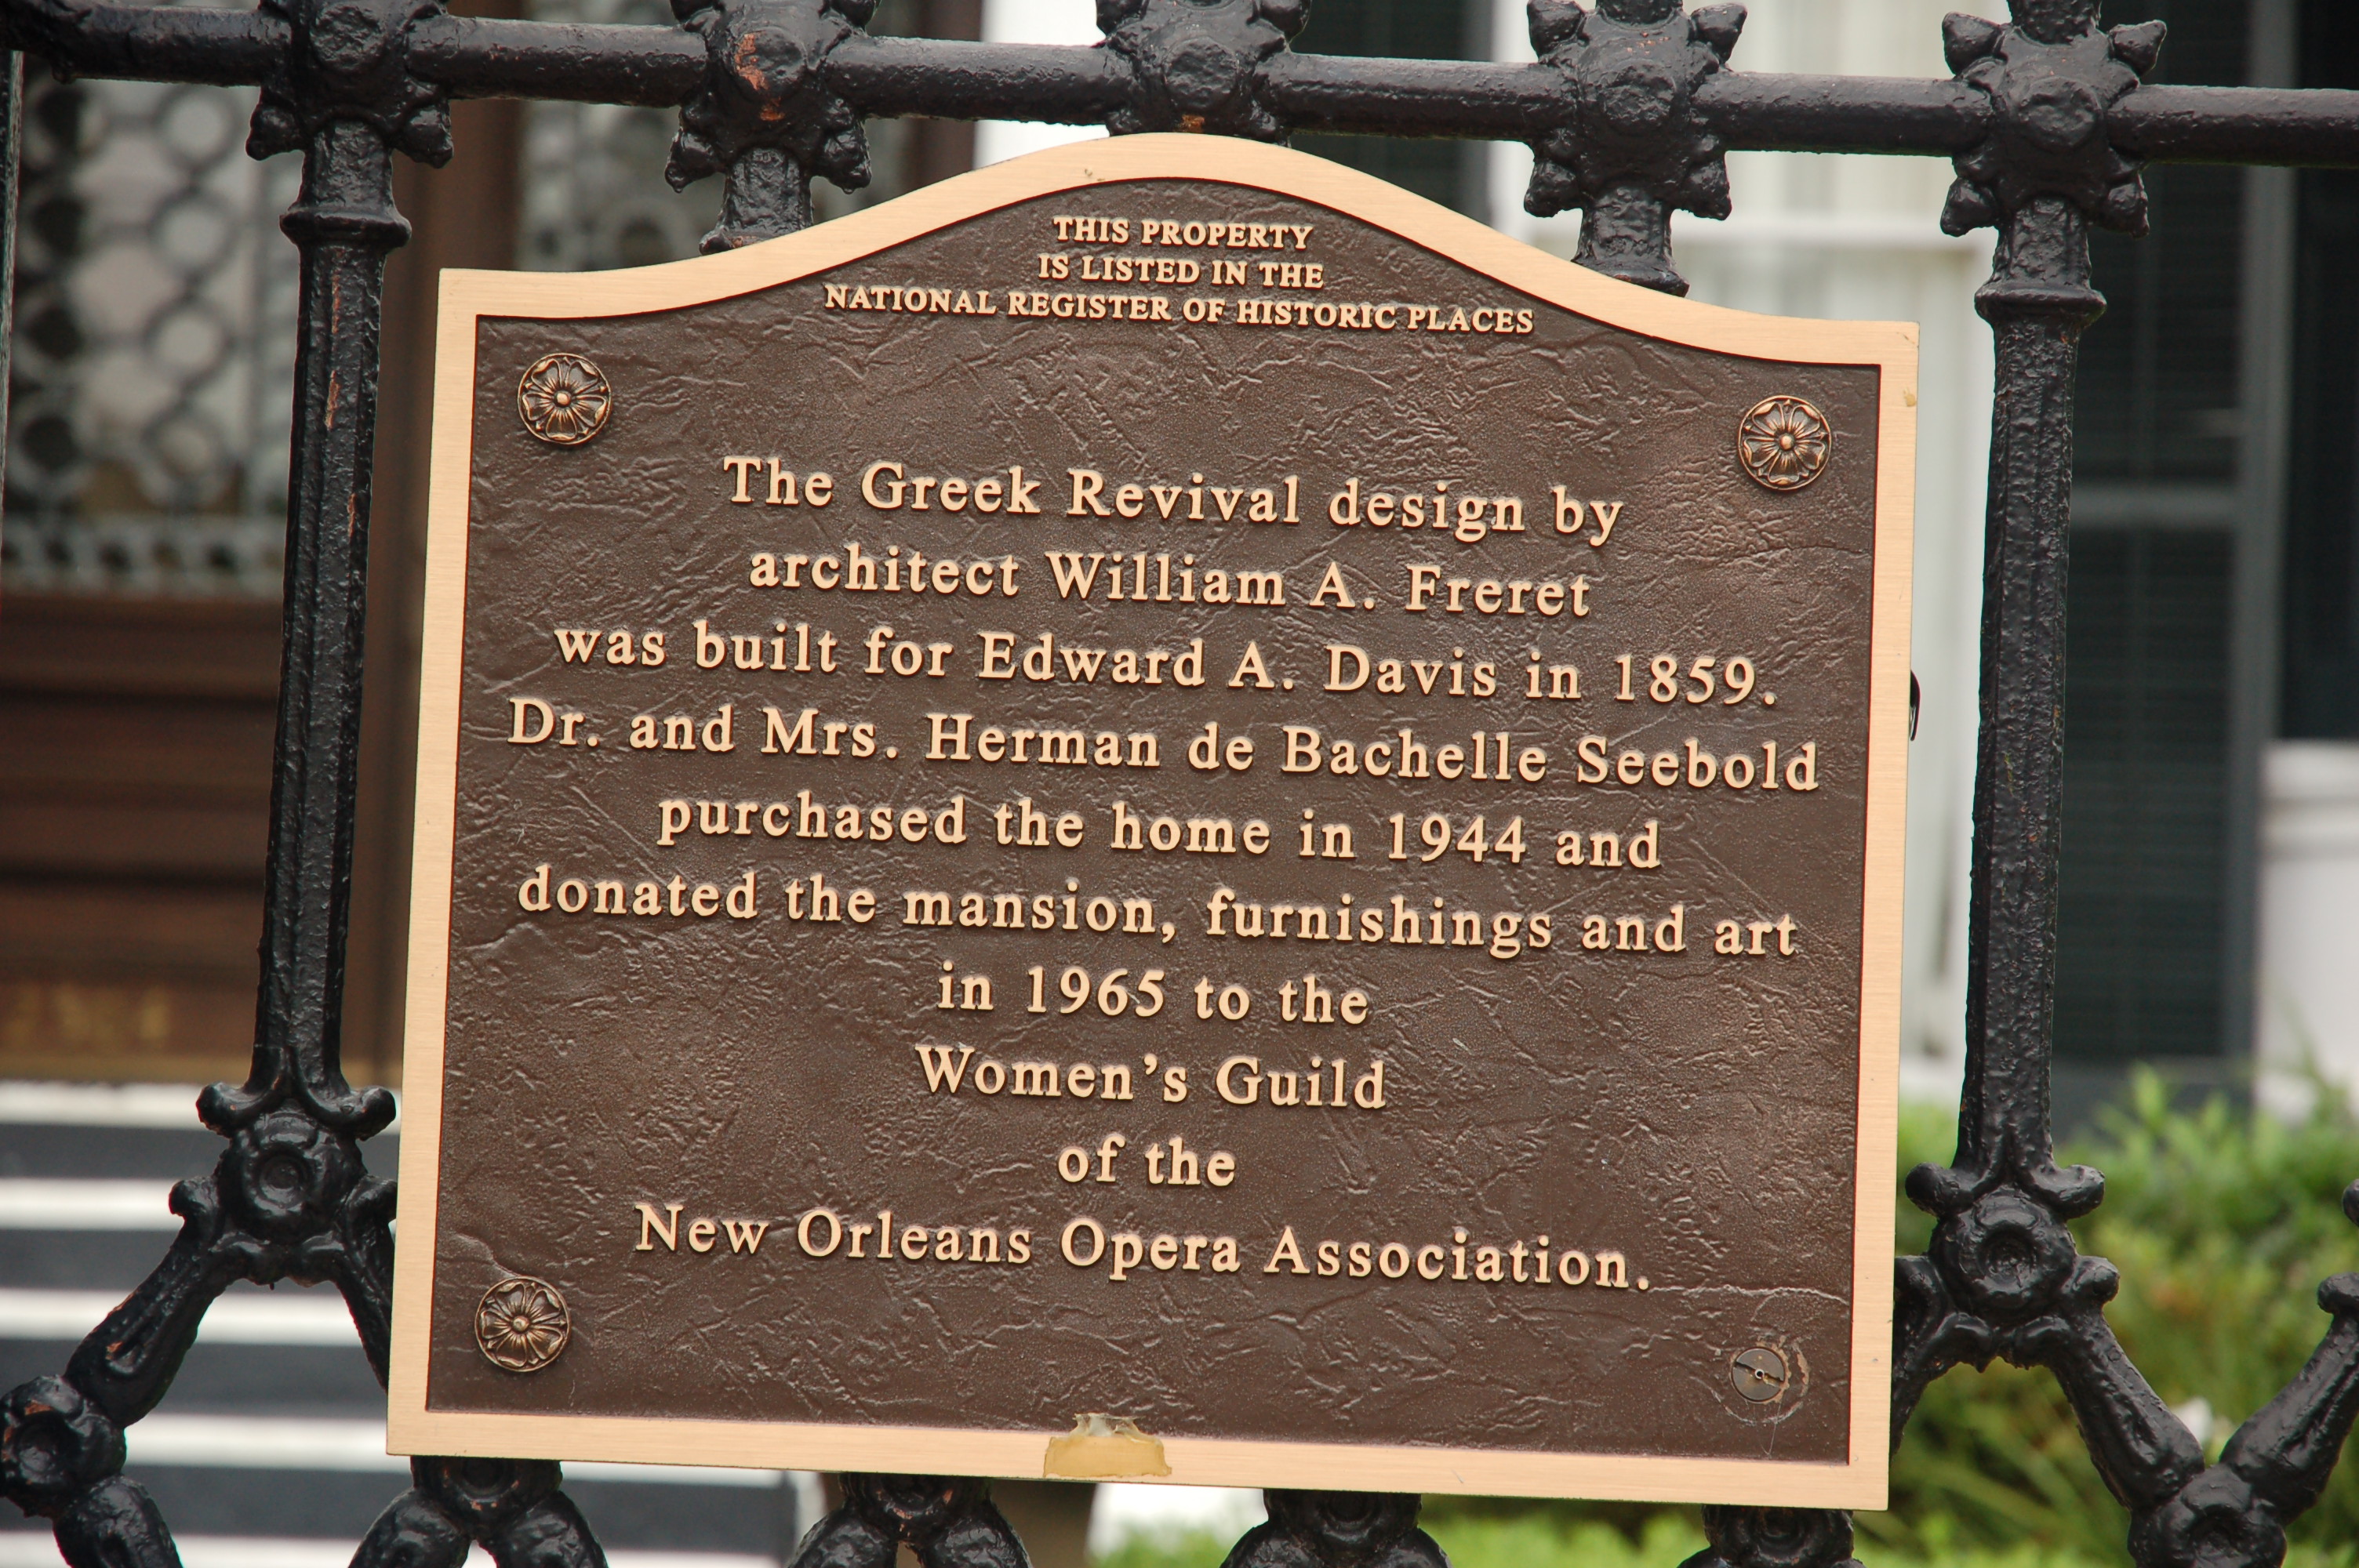 THIS PROPERTY
IS LISTED IN THE
NATIONAL REGISTER OF HISTORIC PLACES
The Greek Revival design by
architect William A. Freret
was built for Edward A. Davis in 1859.
Dr. and Mrs. Herman de Bachelle Seebold
purchased the home in 1944 and
donated the mansion, furnishings and art
in 1965 to the
Women's Guild
of the
New Orleans Opera Association.